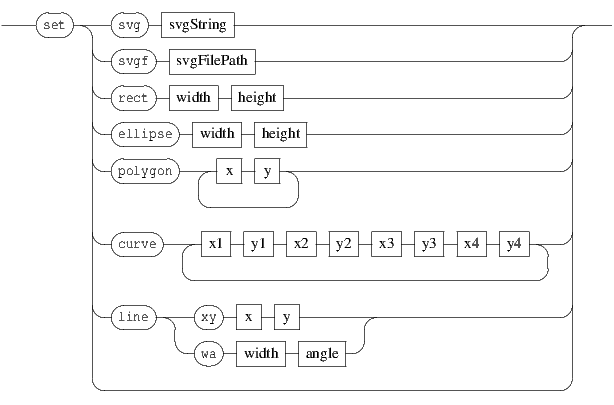 set svg svgString
svgf svgFilePath
rect width height
ellipse width height
polygon x y
curve x1 y1 x2 y2 x3 y3 x4 y4
line xy x y
wa width angle